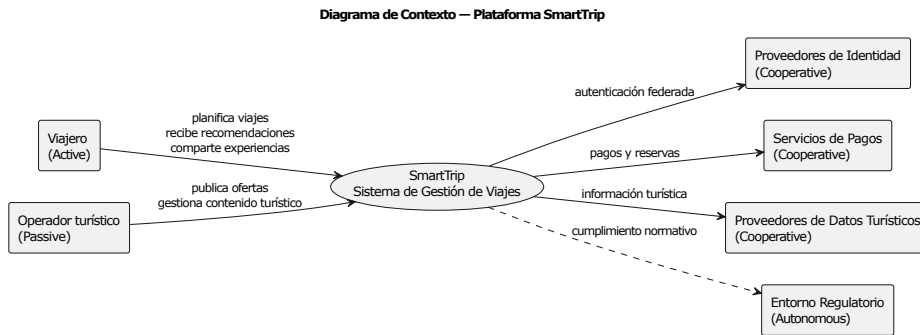 Diagrama de Contexto — Plataforma SmartTrip
Viajero
(Active)
planifica viajes
recibe recomendaciones
comparte experiencias
Operador turístico
(Passive)
publica ofertas
gestiona contenido turístico
SmartTrip
Sistema de Gestión de Viajes
autenticación federada
Proveedores de Identidad
(Cooperative)
pagos y reservas
Servicios de Pagos
(Cooperative)
información turística
Proveedores de Datos Turísticos
(Cooperative)
cumplimiento normativo
Entorno Regulatorio
(Autonomous)